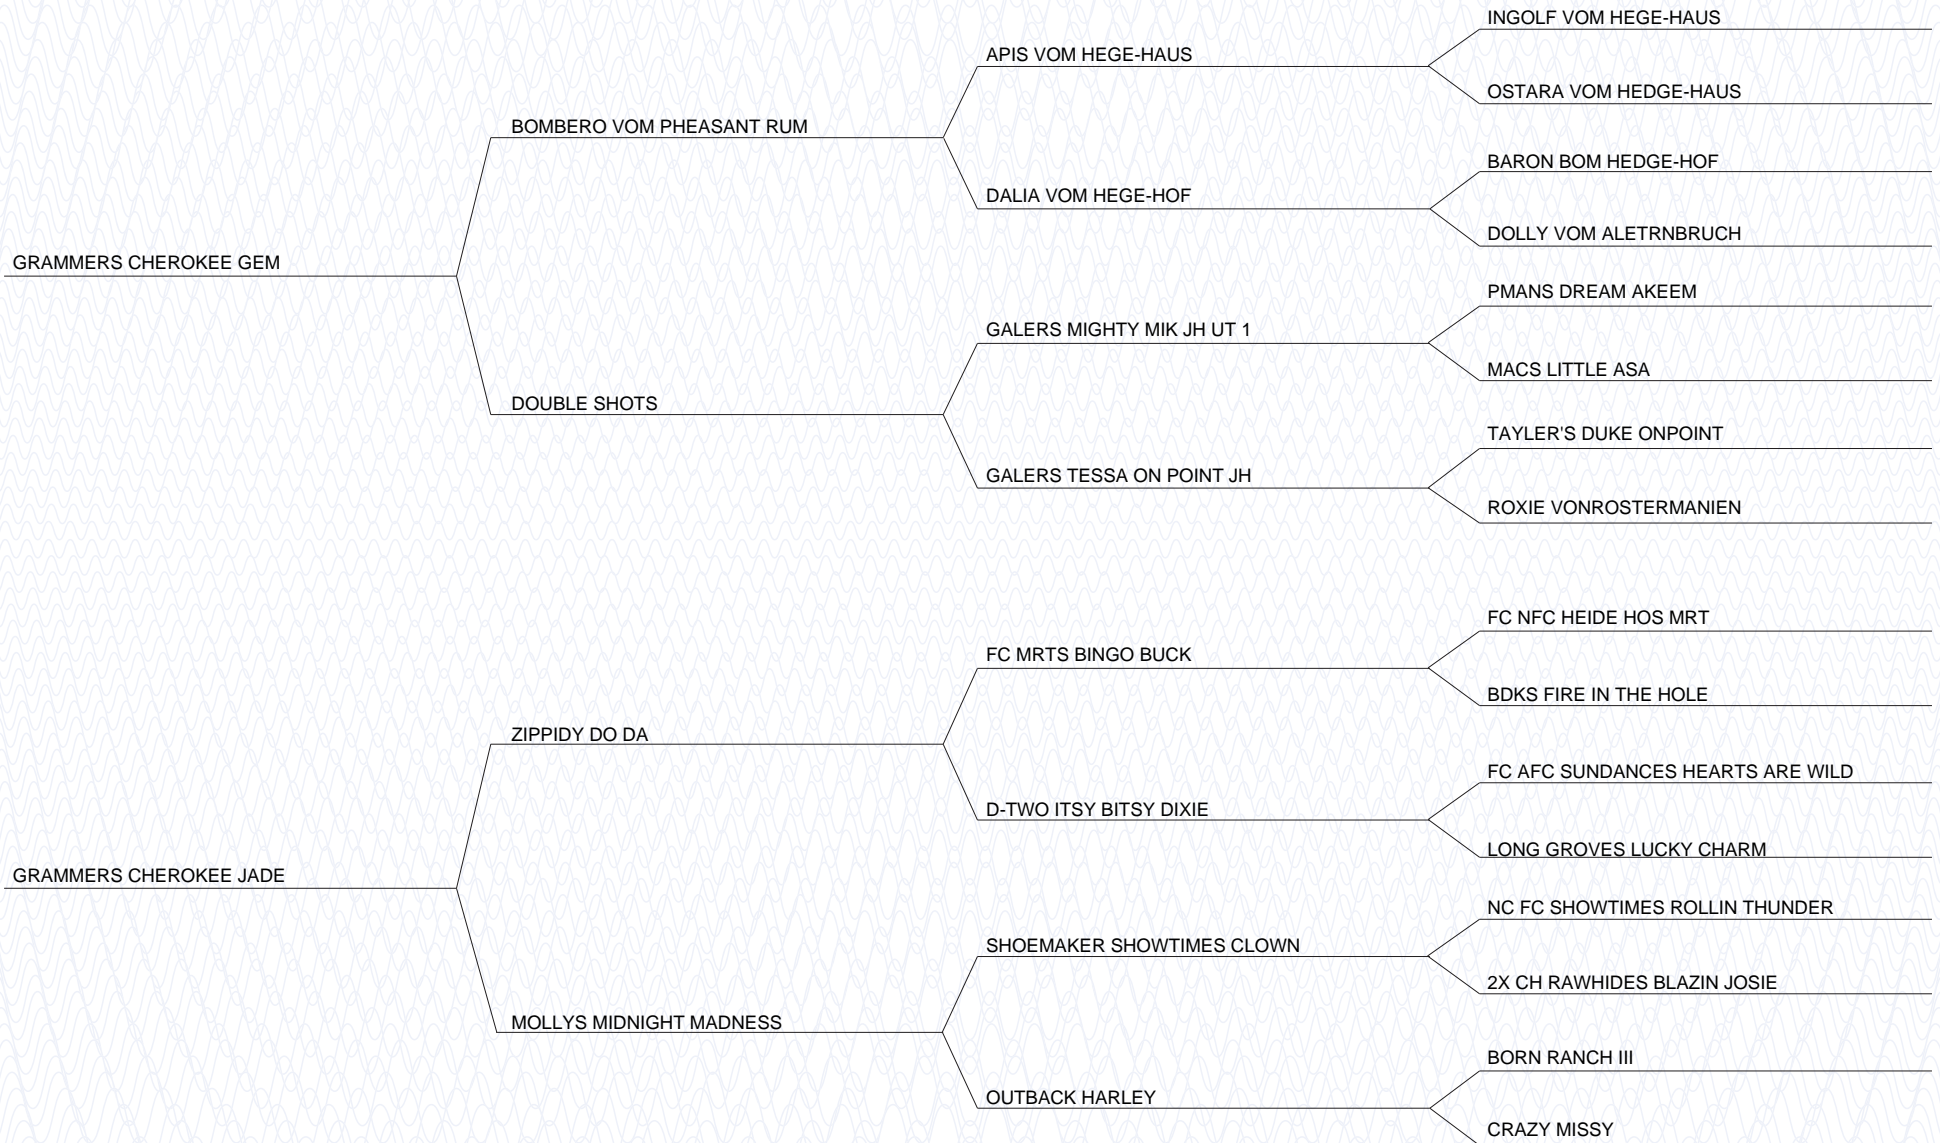 INGOLF VOM HEGE-HAUS
APIS VOM HEGE-HAUS
OSTARA VOM HEDGE-HAUS
BOMBERO VOM PHEASANT RUM
BARON BOM HEDGE-HOF
DALIA VOM HEGE-HOF
DOLLY VOM ALETRNBRUCH
GRAMMERS CHEROKEE GEM
PMANS DREAM AKEEM
GALERS MIGHTY MIK JH UT 1
MACS LITTLE ASA
DOUBLE SHOTS
TAYLER'S DUKE ONPOINT
GALERS TESSA ON POINT JH
ROXIE VONROSTERMANIEN
FC NFC HEIDE HOS MRT
FC MRTS BINGO BUCK
BDKS FIRE IN THE HOLE
ZIPPIDY DO DA
FC AFC SUNDANCES HEARTS ARE WILD
D-TWO ITSY BITSY DIXIE
LONG GROVES LUCKY CHARM
GRAMMERS CHEROKEE JADE
NC FC SHOWTIMES ROLLIN THUNDER
SHOEMAKER SHOWTIMES CLOWN
2X CH RAWHIDES BLAZIN JOSIE
MOLLYS MIDNIGHT MADNESS
BORN RANCH III
OUTBACK HARLEY
CRAZY MISSY